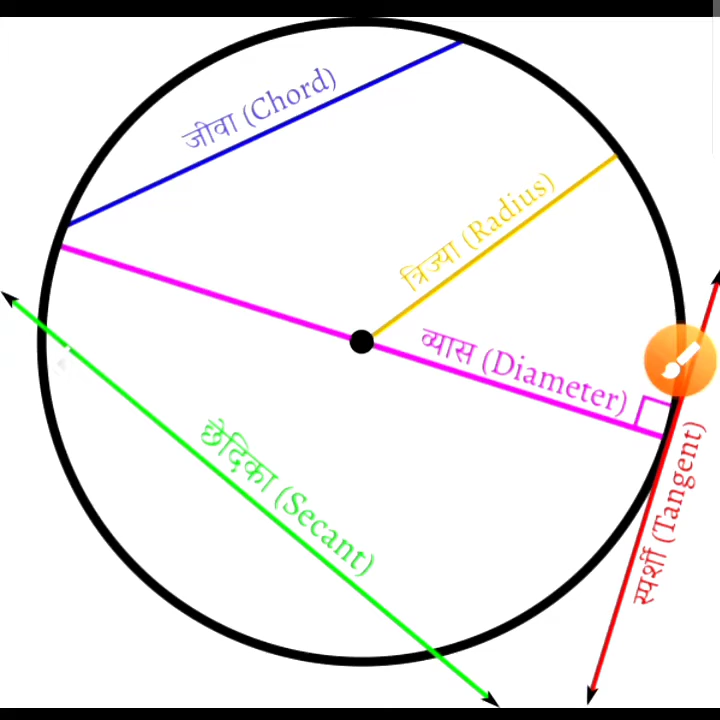 जीवा (Chord)
त्रिज्या (Radius)
व्यास (Diameter)
छेदिका (Secant)
स्पर्शी (Tangent)